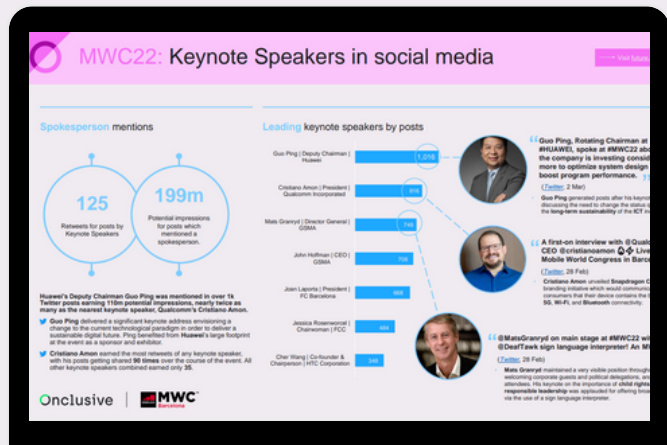 MWC22: Keynote Speakers in social media
Visit
Spokesperson mentions
125
Retweets for posts by
Keynote Speakers
199m
Potential impressions
for posts which
mentioned a
spokesperson.
Huawei's Deputy Chairman Guo Ping was mentioned in over 1k
Twitter posts earning 110m potential impressions, nearly twice as
many as the nearest keynote speaker, Qualcomm's Cristiano Amon.
Guo Ping delivered a significant keynote address envisioning a
change to the current technological paradigm in order to deliver a
sustainable digital future. Ping benefited from Huawei's large footprint
at the event as a sponsor and exhibitor.
Cristiano Amon earned the most retweets of any keynote speaker,
with his posts getting shared 90 times over the course of the event. All
other keynote speakers combined earned only 35.
Onclusive
MWC
Barcelona
Leading keynote speakers by posts
Guo Ping | Deputy Chairman |
Huawei
1,016
Cristiano Amon | President |
Qualcomm Incorporated
816
Mats Granryd | Director General |
GSMA
746
John Hoffman | CEO |
GSMA
708
Joan Laporta | President |
FC Barcelona
Jessica Rosenworcel |
Chairwoman | FCC
484
Cher Wang | Co-founder &
Chairperson | HTC Corporation
348
Guo Ping, Rotating Chairman at
#HUAWEI, spoke at #MWC22 abo
the company is investing consid
more to optimize system design
boost program performance.
(Twitter, 2 Mar)
Guo Ping generated posts after his keynot
discussing the need to change the status q
the long-term sustainability of the ICT in
A first-on interview with @Qualc
CEO @cristianoamon Live
Mobile World Congress in Barce
(Twitter, 28 Feb)
Cristiano Amon unveiled Snapdragon C
branding initiative which would communic
consumers that their device contains the b
5G, Wi-Fi, and Bluetooth connectivity.
@MatsGranryd on main stage at #MWC22 wi
@DeafTawk sign language interpreter! An M
(Twitter, 28 Feb)
Mats Granryd maintained a very visible position through
welcoming corporate guests and political delegations, an
attendees. His keynote on the importance of child rights
responsible leadership was applauded for offering broa
via the use of a sign language interpreter.